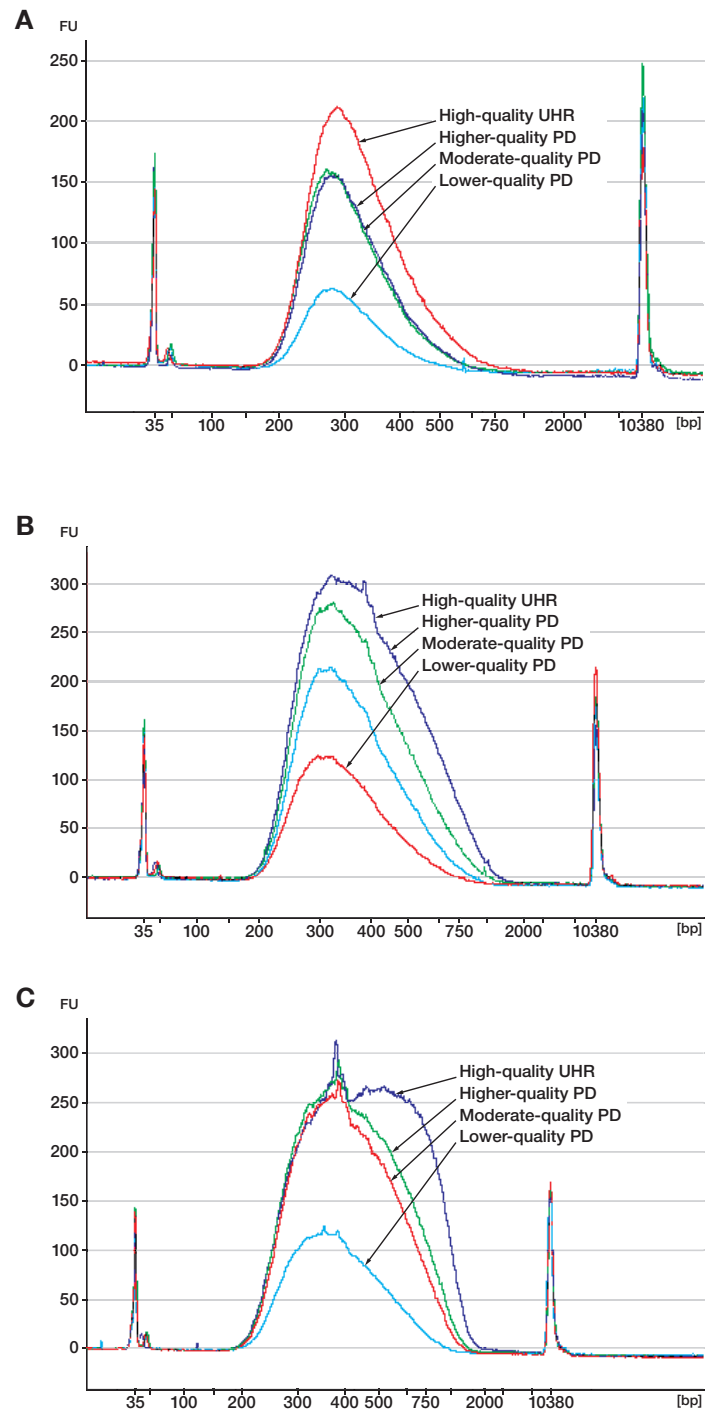 A
FU
250
200
150
100
50
0
High-quality UHR
Higher-quality PD
Moderate-quality PD
Lower-quality PD
35 100 200 300 400 500 750 2000 10380 [bp]
B
FU
300
250
200
150
100
50
0
High-quality UHR
Higher-quality PD
Moderate-quality PD
Lower-quality PD
35 100 200 300 400 500 750 2000 10380 [bp]
C
FU
300
250
200
150
100
50
0
High-quality UHR
Higher-quality PD
Moderate-quality PD
Lower-quality PD
35 100 200 300 400 500 750 2000 10380 [bp]